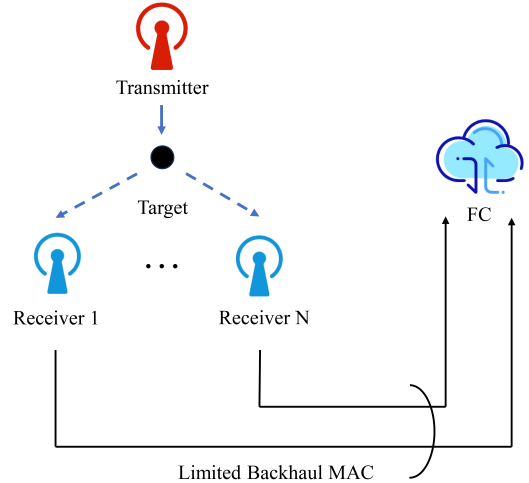 Transmitter
Target
FC
Receiver 1
...
Receiver N
Limited Backhaul MAC